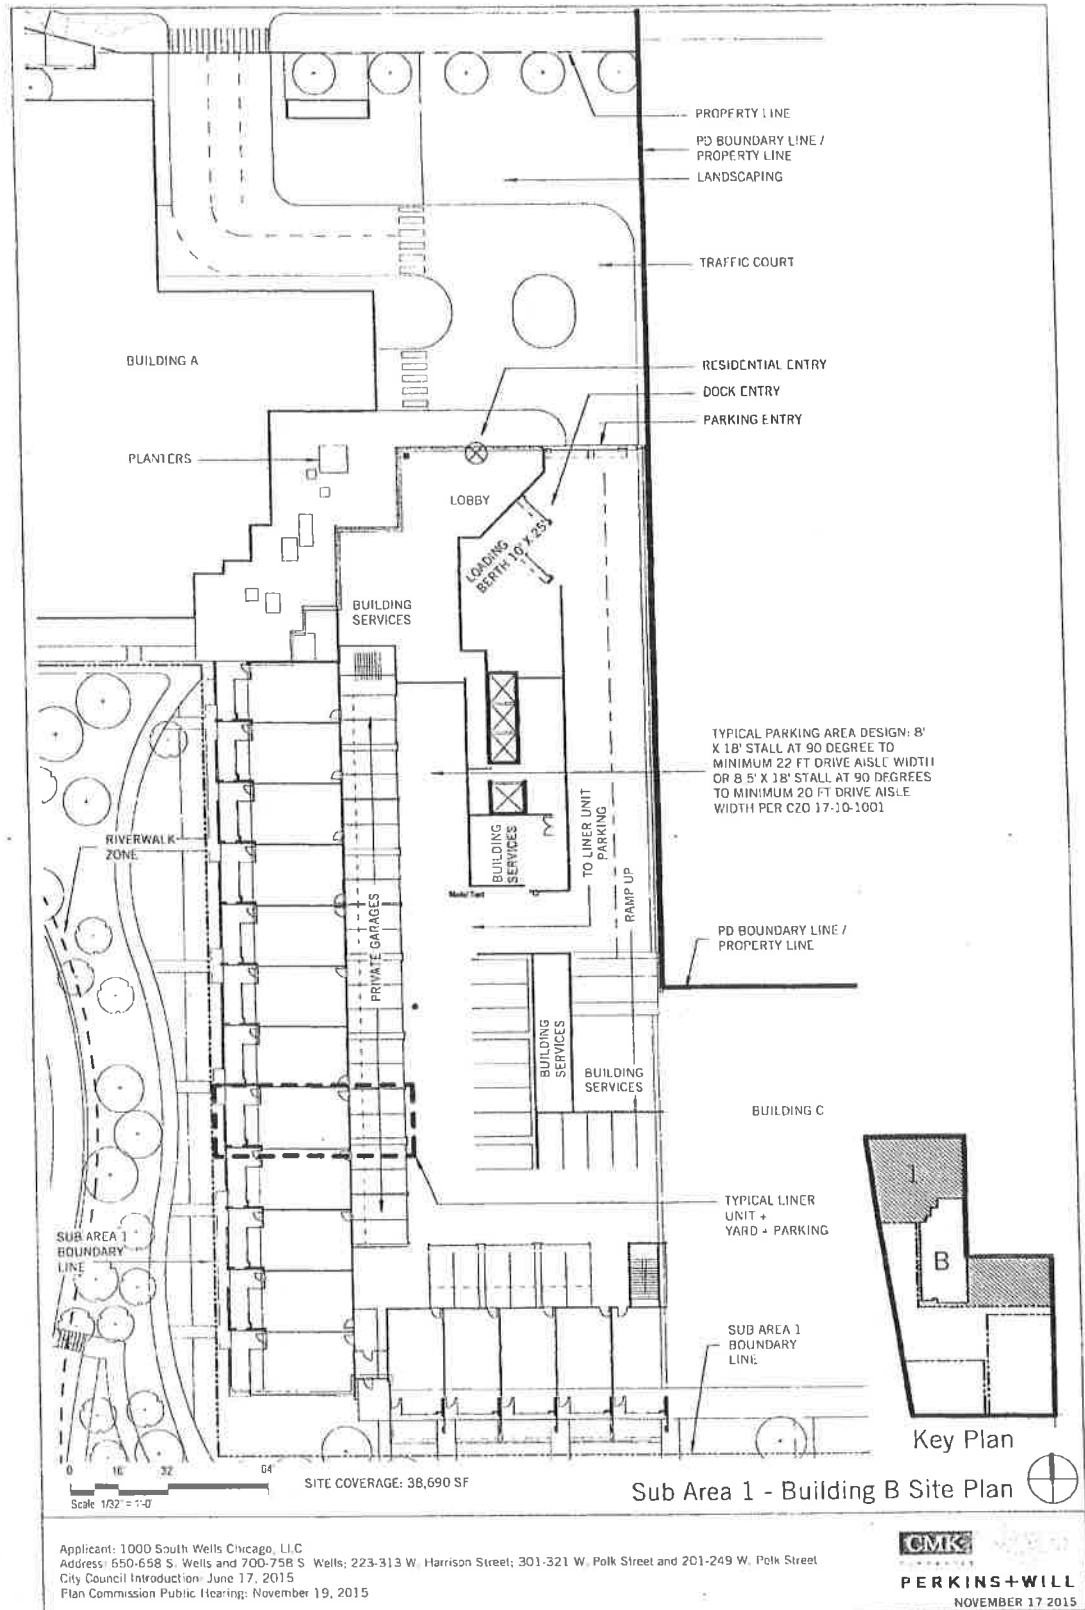 PROPERTY LINE
PD BOUNDARY LINE /
PROPERTY LINE
LANDSCAPING
TRAFFIC COURT
BUILDING A
RESIDENTIAL ENTRY
DOCK ENTRY
PARKING ENTRY
PLANTERS
LOBBY
LOADING
BERTH 10' X 25'
BUILDING
SERVICES
TYPICAL PARKING AREA DESIGN: 8'
X 18' STALL AT 90 DEGREE TO
MINIMUM 22 FT DRIVE AISLE WIDTH
OR 8.5' X 18' STALL AT 90 DEGREES
TO MINIMUM 20 FT DRIVE AISLE
WIDTH PER CZO 17-10-1001
RIVERWALK
ZONE
BUILDING
SERVICES
TO LINER UNIT
PARKING
RAMP UP
PRIVATE GARAGES
PD BOUNDARY LINE /
PROPERTY LINE
BUILDING
SERVICES
BUILDING
SERVICES
BUILDING C
1
B
TYPICAL LINER
UNIT +
YARD + PARKING
SUB AREA 1
BOUNDARY
LINE
SUB AREA 1
BOUNDARY
LINE
Key Plan
0 16' 32' 64'
Scale 1/32" = 1'-0"
SITE COVERAGE: 38,690 SF
Sub Area 1 - Building B Site Plan
Applicant: 1000 South Wells Chicago, LLC
Address: 650-658 S. Wells and 700-758 S. Wells; 223-313 W. Harrison Street; 301-321 W. Polk Street and 201-249 W. Polk Street
City Council Introduction: June 17, 2015
Plan Commission Public Hearing: November 19, 2015
CMK
PERKINS+WILL
NOVEMBER 17 2015